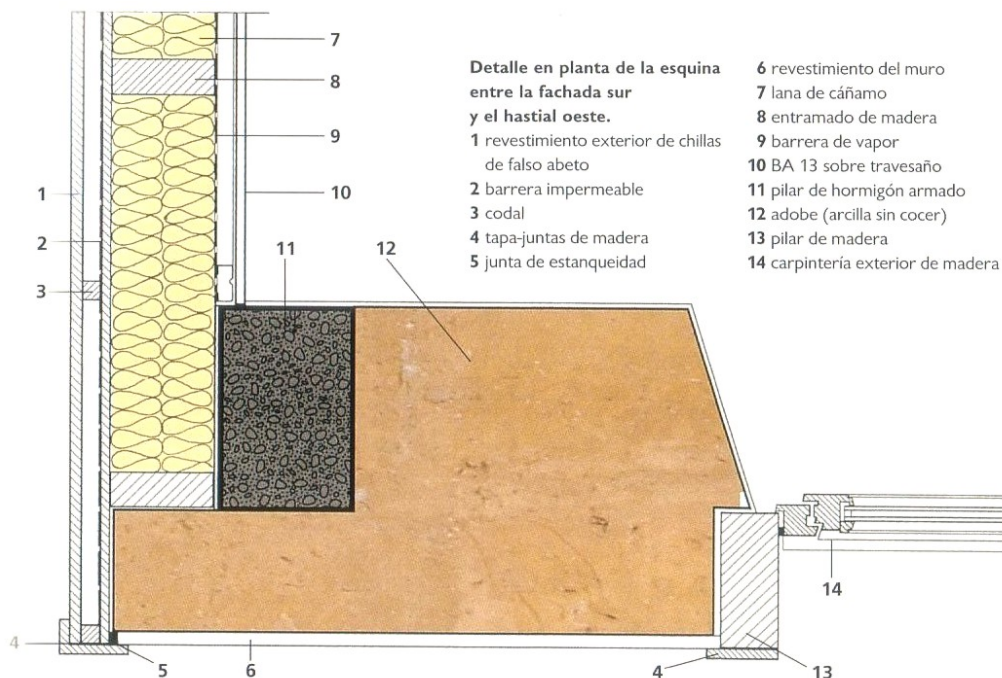 7
8
9
10
1
2
3
11
12
Detalle en planta de la esquina
entre la fachada sur
y el hastial oeste.
1 revestimiento exterior de chillas
de falso abeto
2 barrera impermeable
3 codal
4 tapa-juntas de madera
5 junta de estanqueidad
6 revestimiento del muro
7 lana de cáñamo
8 entramado de madera
9 barrera de vapor
10 BA 13 sobre travesaño
11 pilar de hormigón armado
12 adobe (arcilla sin cocer)
13 pilar de madera
14 carpintería exterior de madera
14
4
5
6
4
13